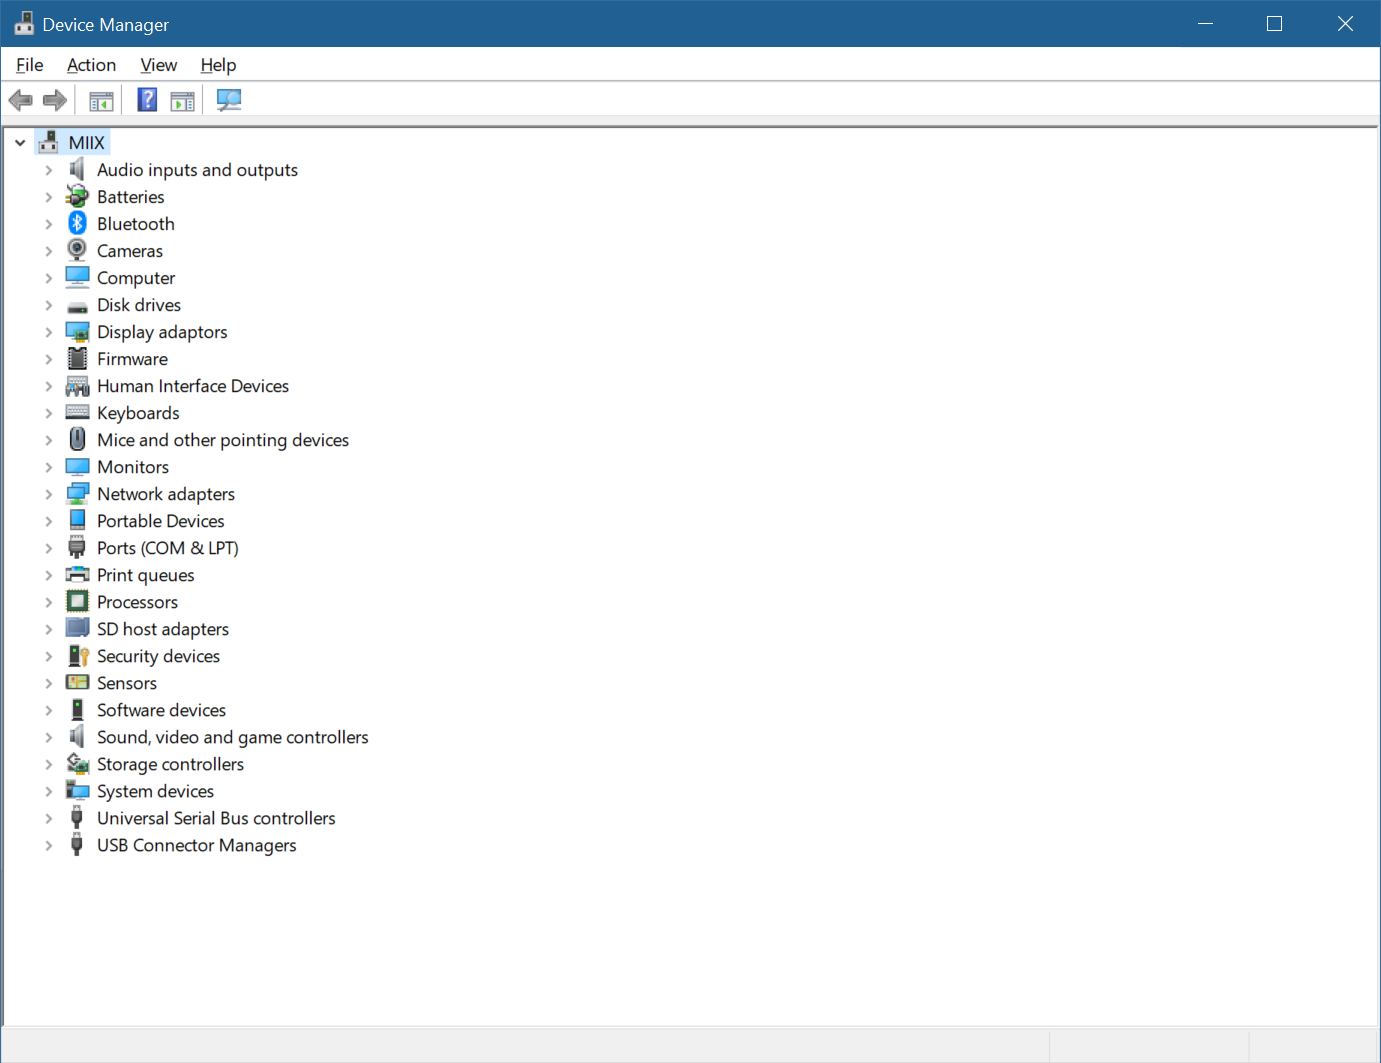 Device Manager
File Action View Help
?
MIIX
Audio inputs and outputs
Batteries
Bluetooth
Cameras
Computer
Disk drives
Display adaptors
Firmware
Human Interface Devices
Keyboards
Mice and other pointing devices
Monitors
Network adapters
Portable Devices
Ports (COM & LPT)
Print queues
Processors
SD host adapters
Security devices
Sensors
Software devices
Sound, video and game controllers
Storage controllers
System devices
Universal Serial Bus controllers
USB Connector Managers